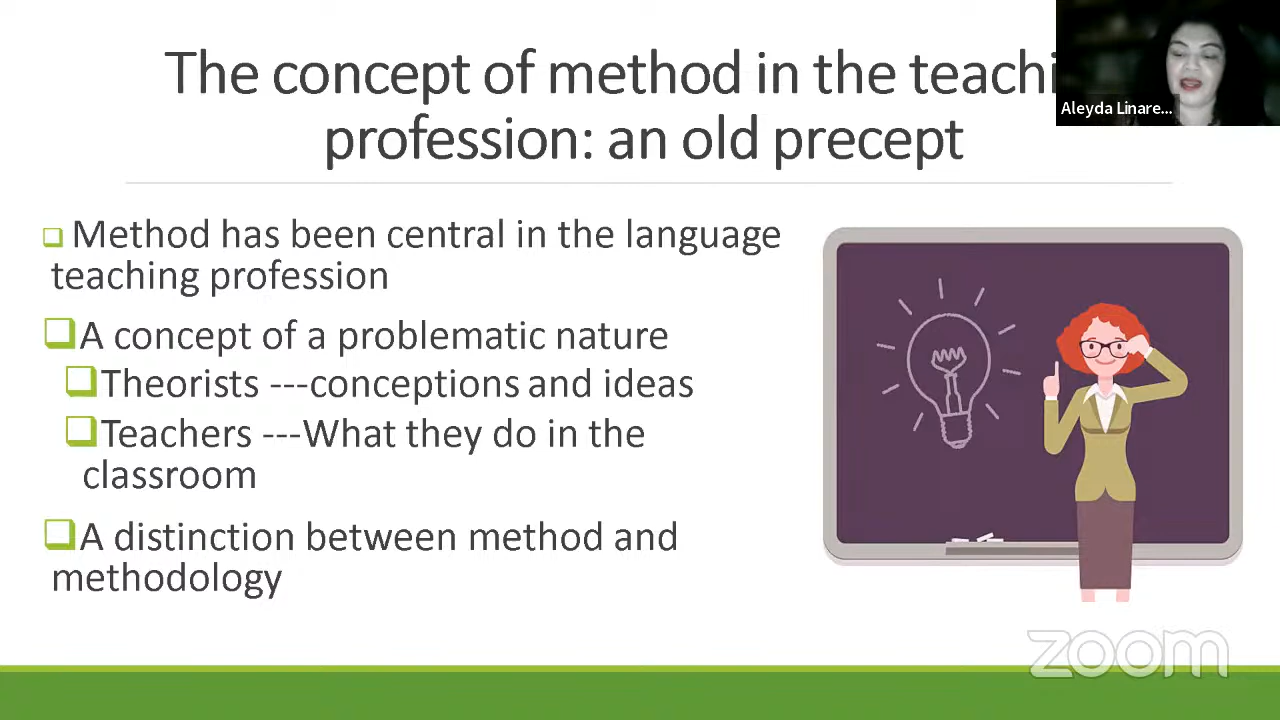 The concept of method in the teachi
profession: an old precept
Aleyda Linare...
Method has been central in the language
teaching profession
A concept of a problematic nature
Theorists ---conceptions and ideas
Teachers ---What they do in the
classroom
A distinction between method and
methodology
zoom